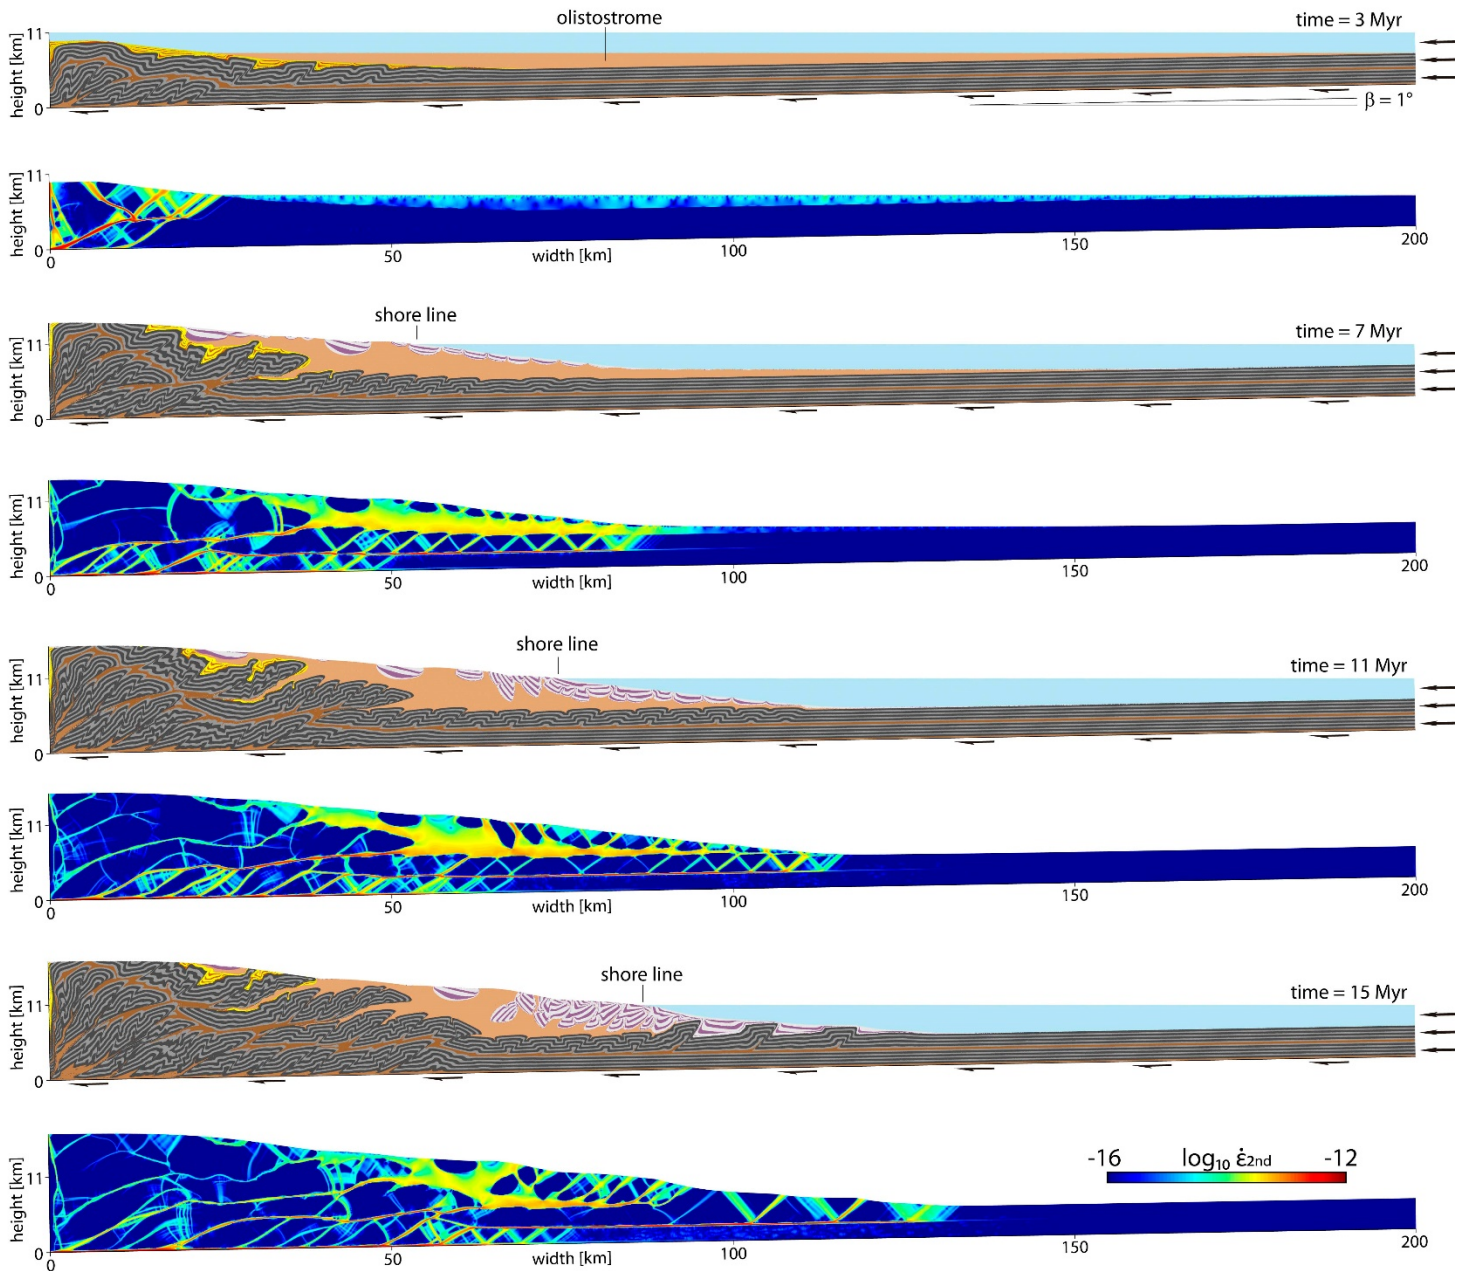 olistostrome
time = 3 Myr
11
height [km]
0
β = 1°
11
height [km]
0
0 50 width [km] 100 150 200
shore line
time = 7 Myr
11
height [km]
0
11
height [km]
0
0 50 width [km] 100 150 200
shore line
time = 11 Myr
11
height [km]
0
11
height [km]
0
0 50 width [km] 100 150 200
shore line
time = 15 Myr
11
height [km]
0
-16 log₁₀ ε̇2nd -12
11
height [km]
0
0 50 width [km] 100 150 200